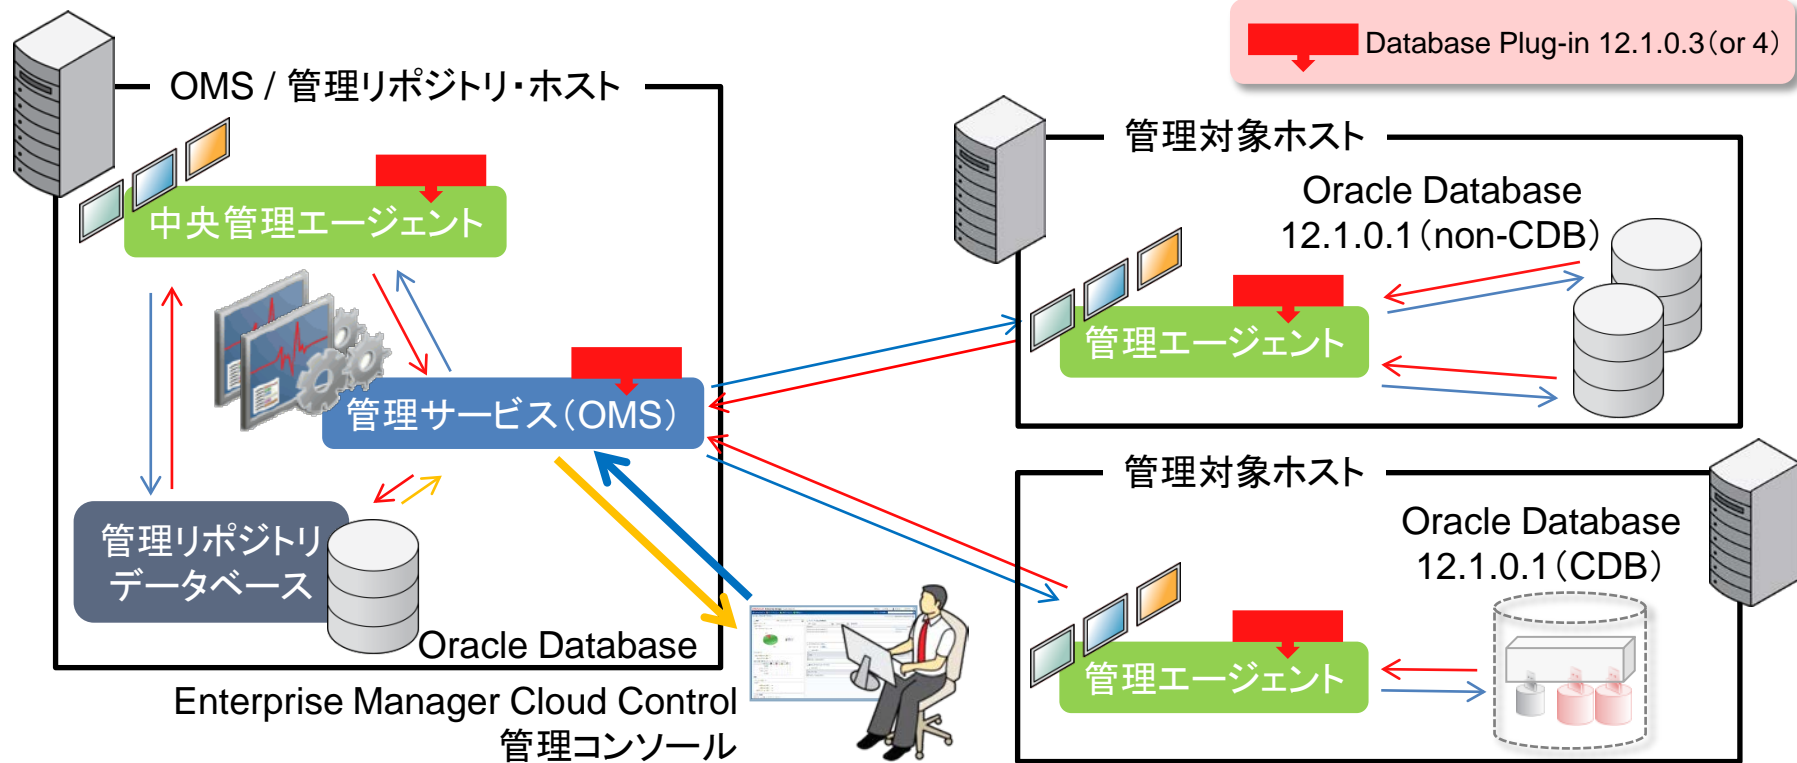 Database Plug-in 12.1.0.3（or 4）
OMS / 管理リポジトリ・ホスト
中央管理エージェント
管理サービス（OMS）
管理リポジトリ
データベース
Oracle Database
Enterprise Manager Cloud Control
管理コンソール
管理対象ホスト
Oracle Database
12.1.0.1（non-CDB）
管理エージェント
管理対象ホスト
Oracle Database
12.1.0.1（CDB）
管理エージェント